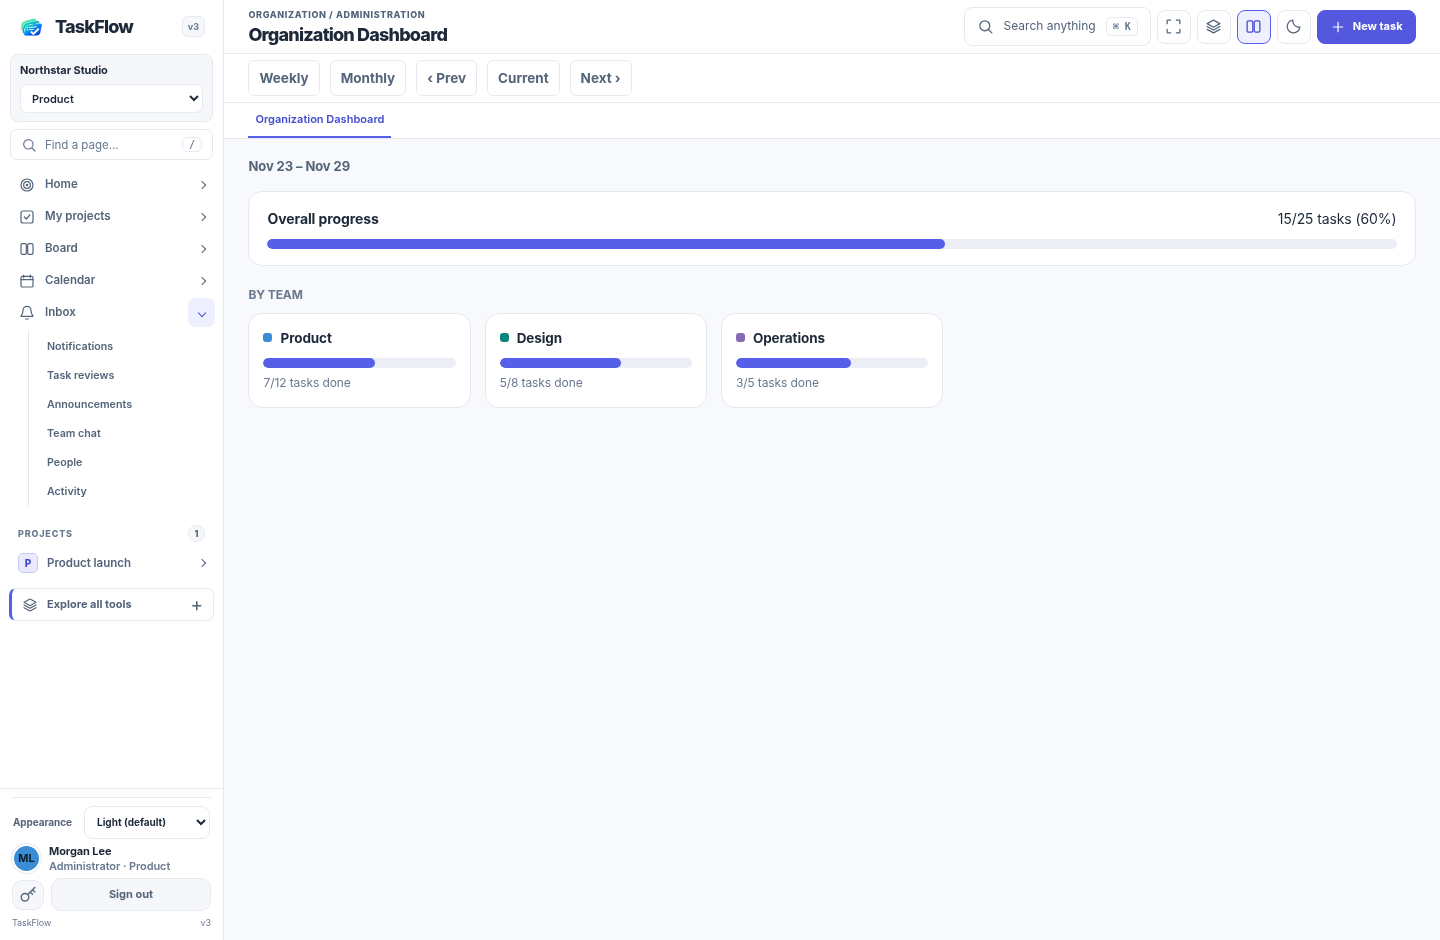 TaskFlow
v3
Northstar Studio
Product
Find a page...
/
Home
My projects
Board
Calendar
Inbox
Notifications
Task reviews
Announcements
Team chat
People
Activity
PROJECTS
1
P
Product launch
Explore all tools
+
Appearance
Light (default)
ML
Morgan Lee
Administrator · Product
Sign out
TaskFlow
v3
ORGANIZATION / ADMINISTRATION
Organization Dashboard
Search anything
⌘ K
New task
Weekly
Monthly
‹ Prev
Current
Next ›
Organization Dashboard
Nov 23 – Nov 29
Overall progress
15/25 tasks (60%)
BY TEAM
Product
7/12 tasks done
Design
5/8 tasks done
Operations
3/5 tasks done